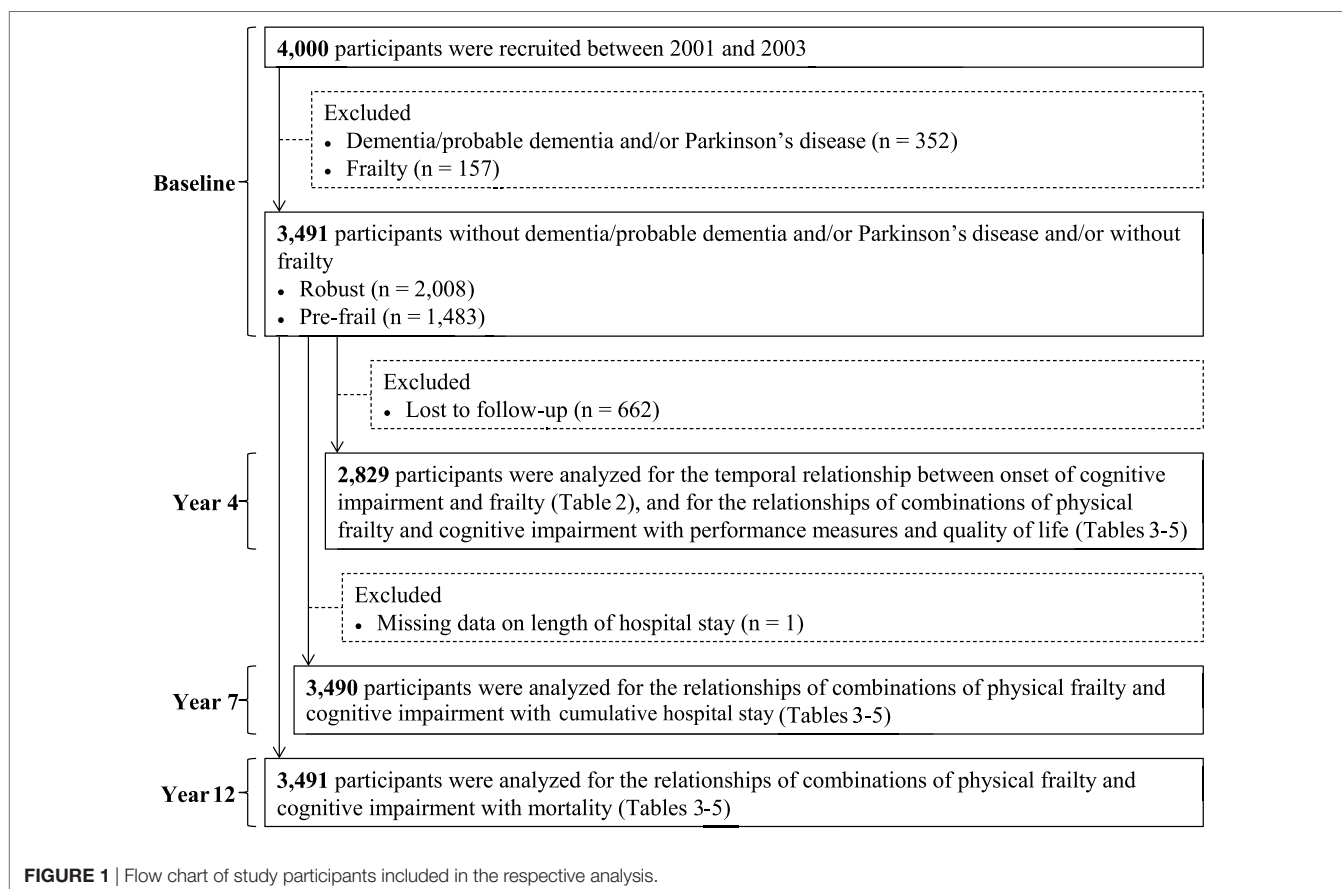 4,000 participants were recruited between 2001 and 2003
Excluded
• Dementia/probable dementia and/or Parkinson’s disease (n = 352)
• Frailty (n = 157)
Baseline
3,491 participants without dementia/probable dementia and/or Parkinson’s disease and/or without
frailty
• Robust (n = 2,008)
• Pre-frail (n = 1,483)
Excluded
• Lost to follow-up (n = 662)
Year 4
2,829 participants were analyzed for the temporal relationship between onset of cognitive
impairment and frailty (Table 2), and for the relationships of combinations of physical
frailty and cognitive impairment with performance measures and quality of life (Tables 3-5)
Excluded
• Missing data on length of hospital stay (n = 1)
Year 7
3,490 participants were analyzed for the relationships of combinations of physical frailty and
cognitive impairment with cumulative hospital stay (Tables 3-5)
Year 12
3,491 participants were analyzed for the relationships of combinations of physical frailty and
cognitive impairment with mortality (Tables 3-5)
FIGURE 1 | Flow chart of study participants included in the respective analysis.